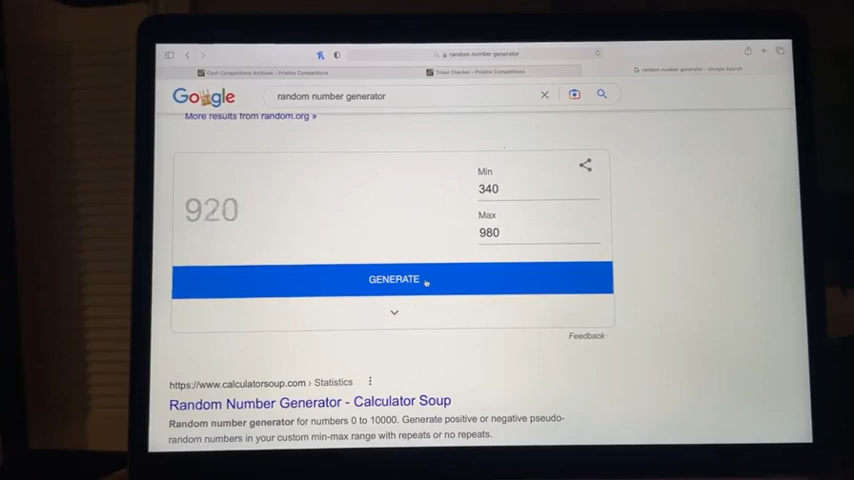 random number generator
Cash Competitions Archives - Pristine Competitions
Ticket Checker - Pristine Competitions
random number generator - Google Search
Google
random number generator
More results from random.org »
Min
340
920
Max
980
GENERATE
Feedback
https://www.calculatorsoup.com › Statistics
Random Number Generator - Calculator Soup
Random number generator for numbers 0 to 10000. Generate positive or negative pseudo-
random numbers in your custom min-max range with repeats or no repeats.